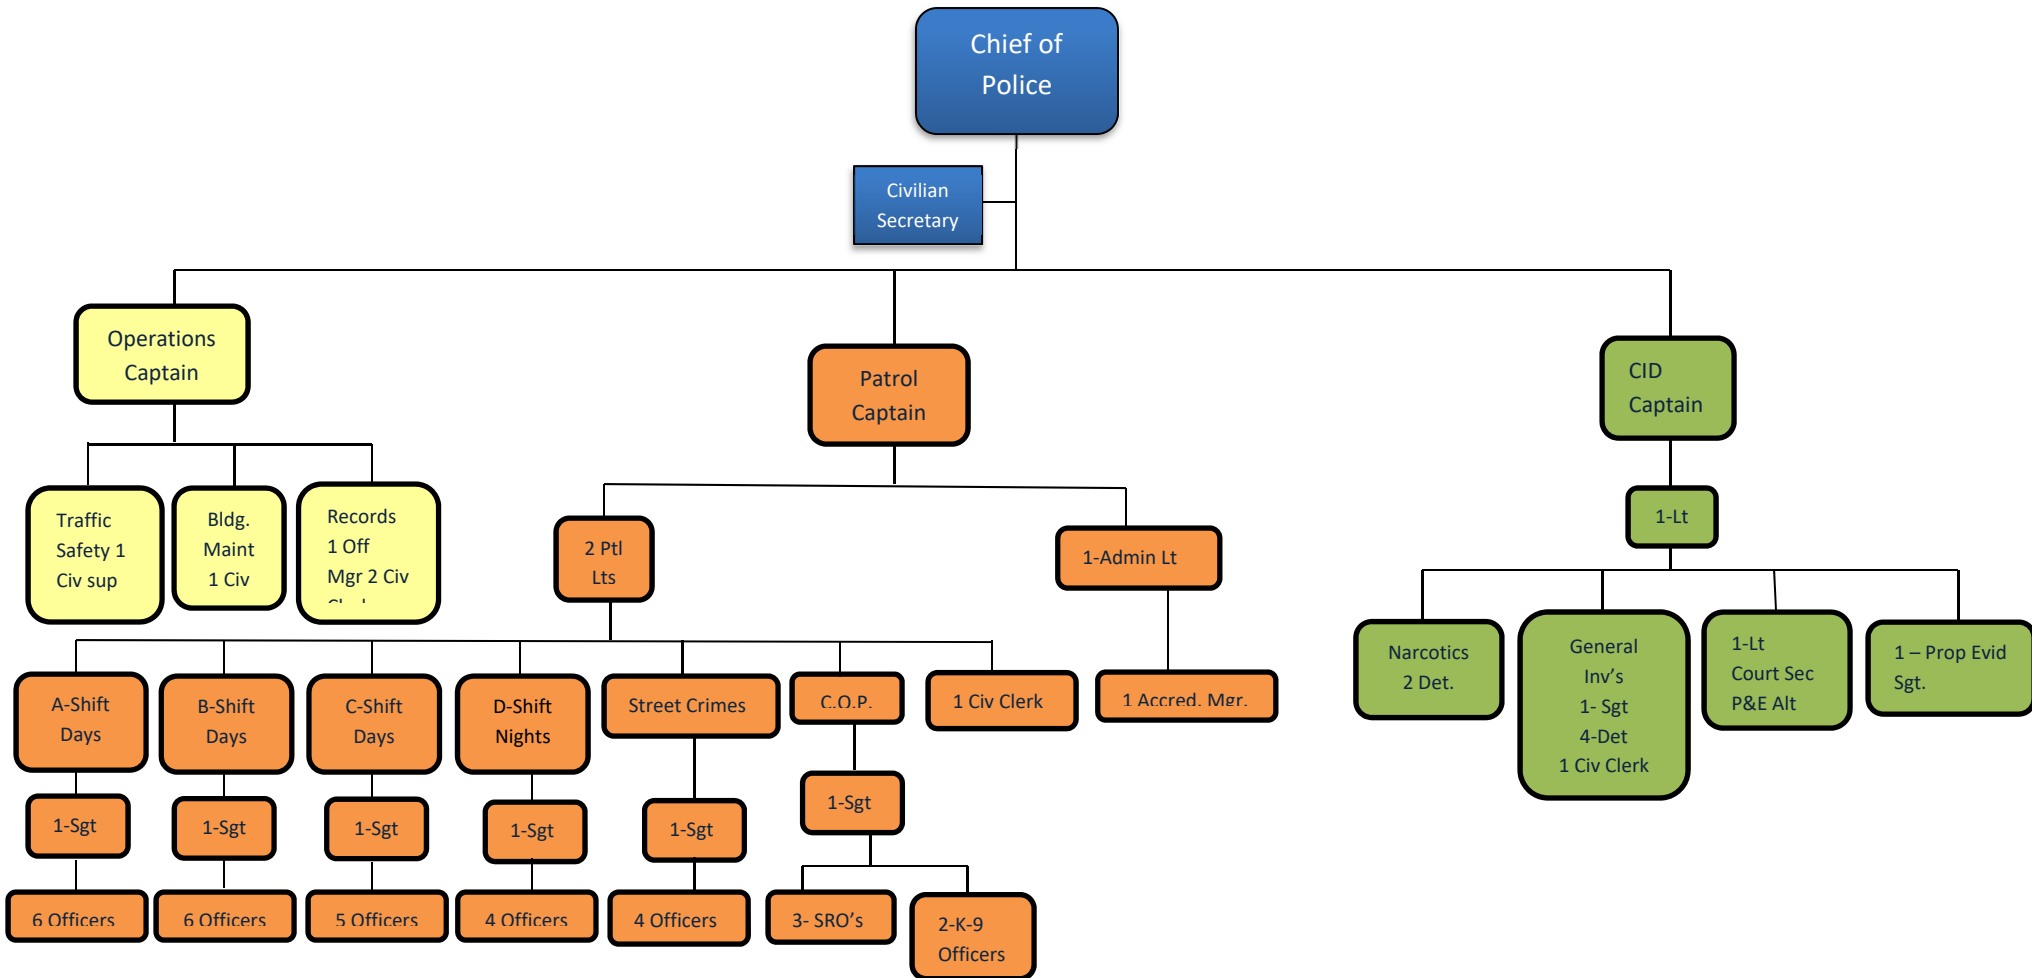 Chief of
Police
Civilian
Secretary
Operations
Captain
Patrol
Captain
CID
Captain
Traffic
Safety 1
Civ sup
Bldg.
Maint
1 Civ
Records
1 Off
Mgr 2 Civ
2 Ptl
Lts
1-Admin Lt
1-Lt
A-Shift
Days
B-Shift
Days
C-Shift
Days
D-Shift
Nights
Street Crimes
C.O.P.
1 Civ Clerk
1 Accred. Mgr.
Narcotics
2 Det.
General
Inv's
1- Sgt
4-Det
1 Civ Clerk
1-Lt
Court Sec
P&E Alt
1 – Prop Evid
Sgt.
1-Sgt
1-Sgt
1-Sgt
1-Sgt
1-Sgt
1-Sgt
6 Officers
6 Officers
5 Officers
4 Officers
4 Officers
3- SRO's
2-K-9
Officers